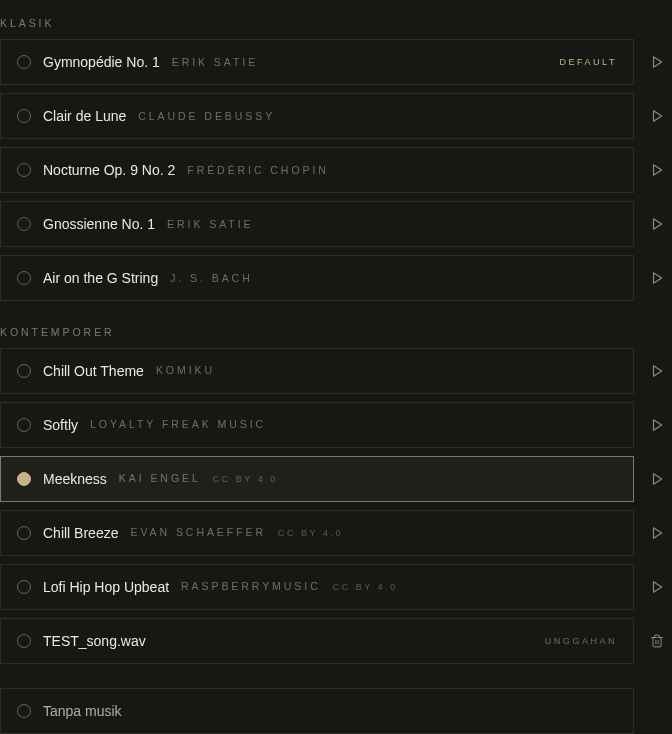 KLASIK
Gymnopédie No. 1 ERIK SATIE DEFAULT
Clair de Lune CLAUDE DEBUSSY
Nocturne Op. 9 No. 2 FRÉDÉRIC CHOPIN
Gnossienne No. 1 ERIK SATIE
Air on the G String J. S. BACH
KONTEMPORER
Chill Out Theme KOMIKU
Softly LOYALTY FREAK MUSIC
Meekness KAI ENGEL CC BY 4.0
Chill Breeze EVAN SCHAEFFER CC BY 4.0
Lofi Hip Hop Upbeat RASPBERRYMUSIC CC BY 4.0
TEST_song.wav UNGGAHAN
Tanpa musik